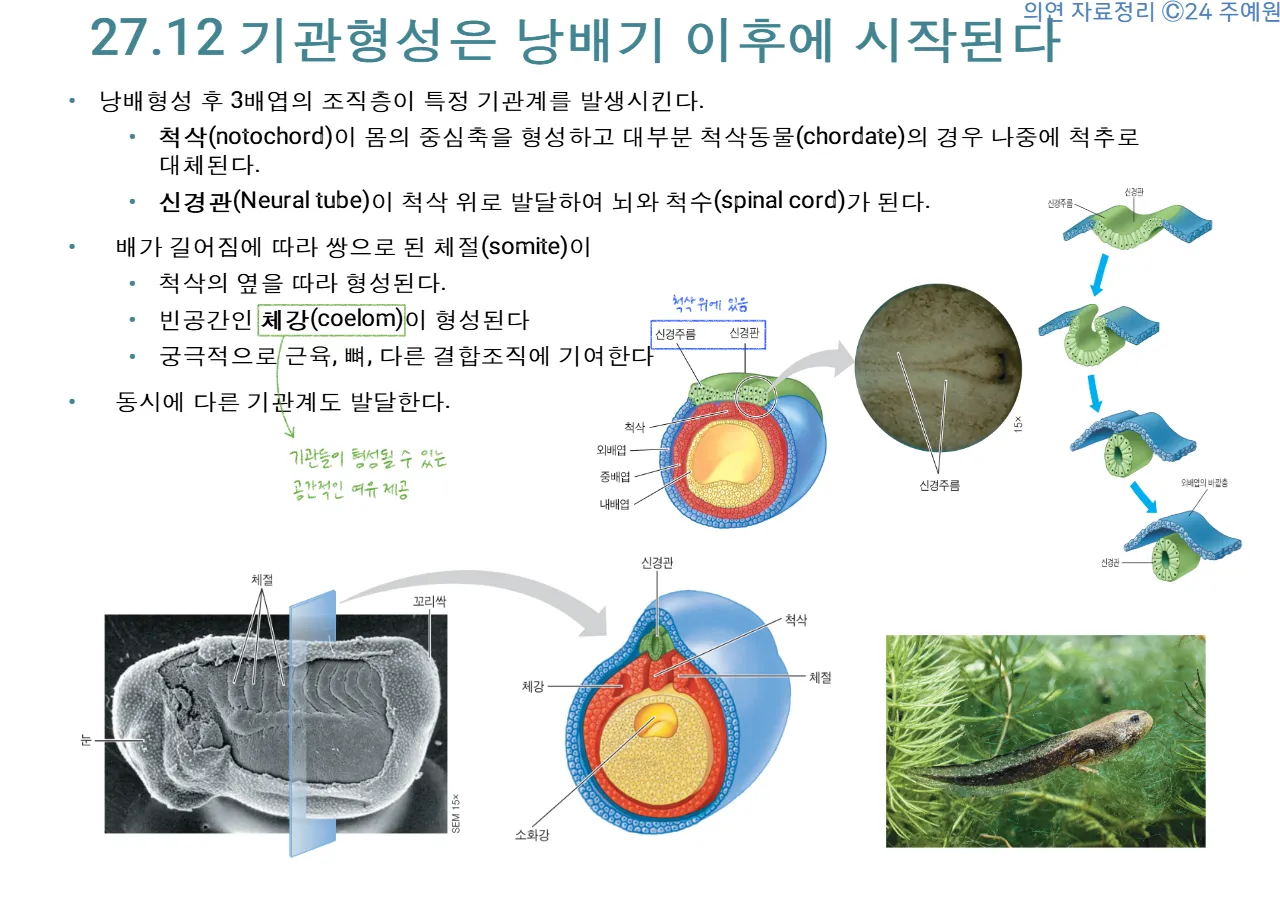 의연 자료정리 ©24 주예원
27.12 기관형성은 낭배기 이후에 시작된다
• 낭배형성 후 3배엽의 조직층이 특정 기관계를 발생시킨다.
• 척삭(notochord)이 몸의 중심축을 형성하고 대부분 척삭동물(chordate)의 경우 나중에 척추로
대체된다.
• 신경관(Neural tube)이 척삭 위로 발달하여 뇌와 척수(spinal cord)가 된다.
• 배가 길어짐에 따라 쌍으로 된 체절(somite)이
• 척삭의 옆을 따라 형성된다.
• 빈공간인 체강(coelom)이 형성된다
• 궁극적으로 근육, 뼈, 다른 결합조직에 기여한다
• 동시에 다른 기관계도 발달한다.
기관들이 형성될 수 있는
공간적인 여유 제공
척삭 위에 있음
신경주름
신경판
척삭
외배엽
중배엽
내배엽
신경주름
15×
신경판
신경주름
외배엽의 바깥층
신경관
체절
꼬리싹
눈
SEM 15×
신경관
척삭
체강
체절
소화강